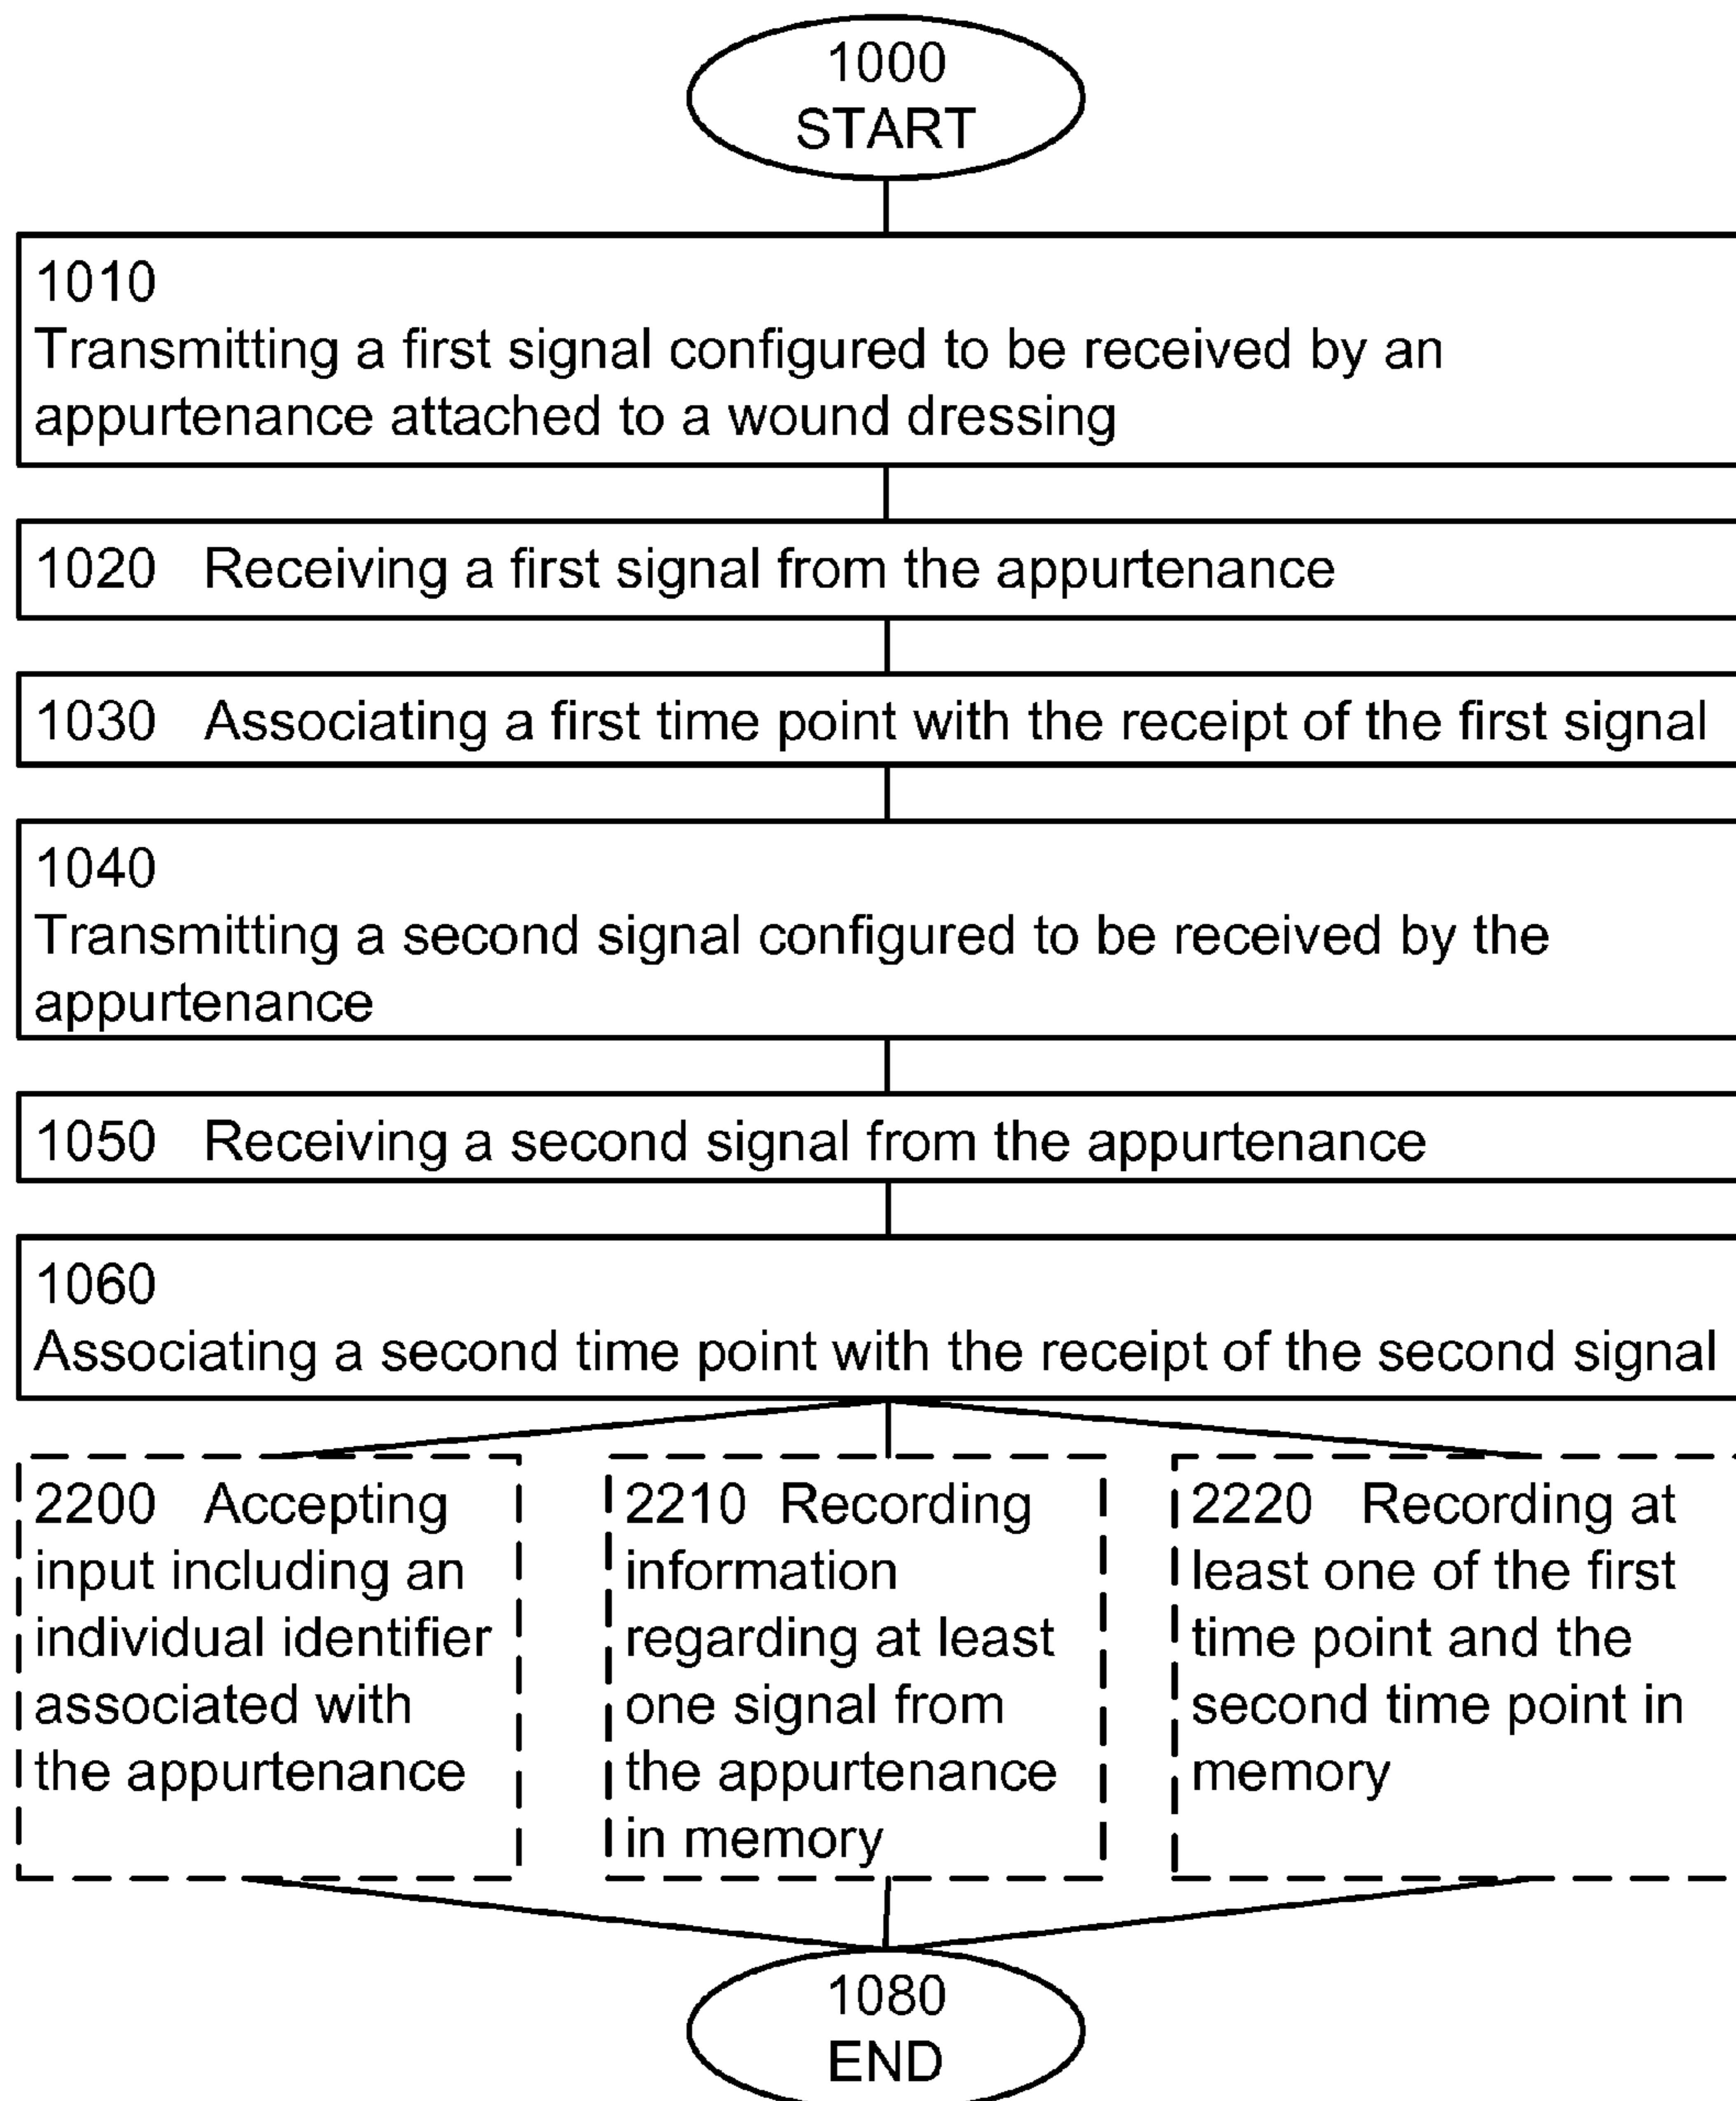 1000
START
1010
Transmitting a first signal configured to be received by an
appurtenance attached to a wound dressing
1020 Receiving a first signal from the appurtenance
1030 Associating a first time point with the receipt of the first signal
1040
Transmitting a second signal configured to be received by the
appurtenance
1050 Receiving a second signal from the appurtenance
1060
Associating a second time point with the receipt of the second signal
2200 Accepting
input including an
individual identifier
associated with
the appurtenance
2210 Recording
information
regarding at least
one signal from
the appurtenance
in memory
2220 Recording at
least one of the first
time point and the
second time point in
memory
1080
END